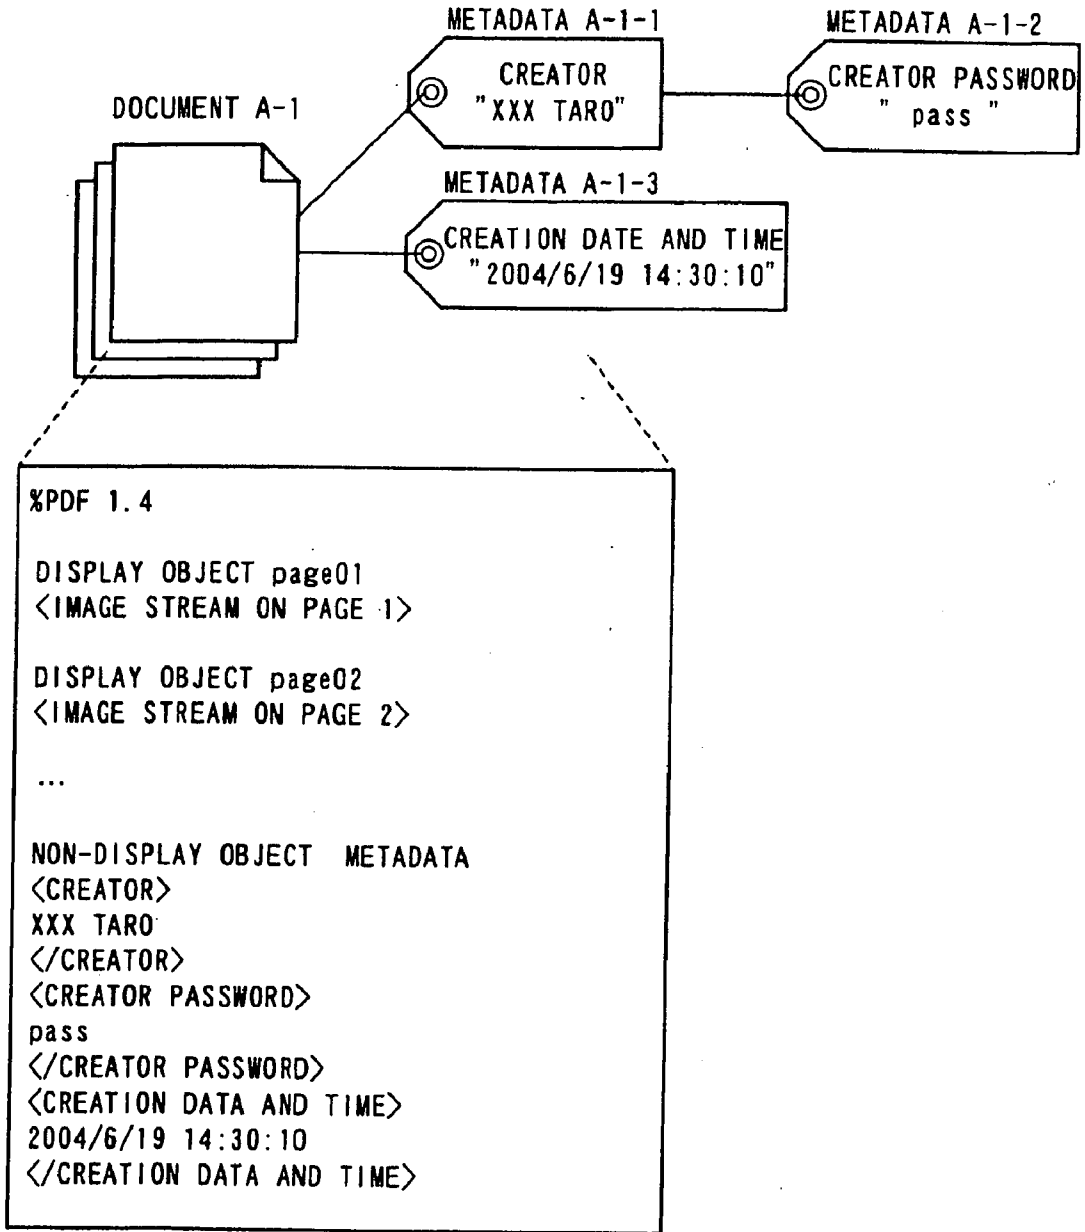 METADATA A-1-1
METADATA A-1-2
CREATOR
"XXX TARO"
CREATOR PASSWORD
" pass "
DOCUMENT A-1
METADATA A-1-3
CREATION DATE AND TIME
"2004/6/19 14:30:10"
%PDF 1.4
DISPLAY OBJECT page01
<IMAGE STREAM ON PAGE 1>
DISPLAY OBJECT page02
<IMAGE STREAM ON PAGE 2>
...
NON-DISPLAY OBJECT METADATA
<CREATOR>
XXX TARO
</CREATOR>
<CREATOR PASSWORD>
pass
</CREATOR PASSWORD>
<CREATION DATA AND TIME>
2004/6/19 14:30:10
</CREATION DATA AND TIME>